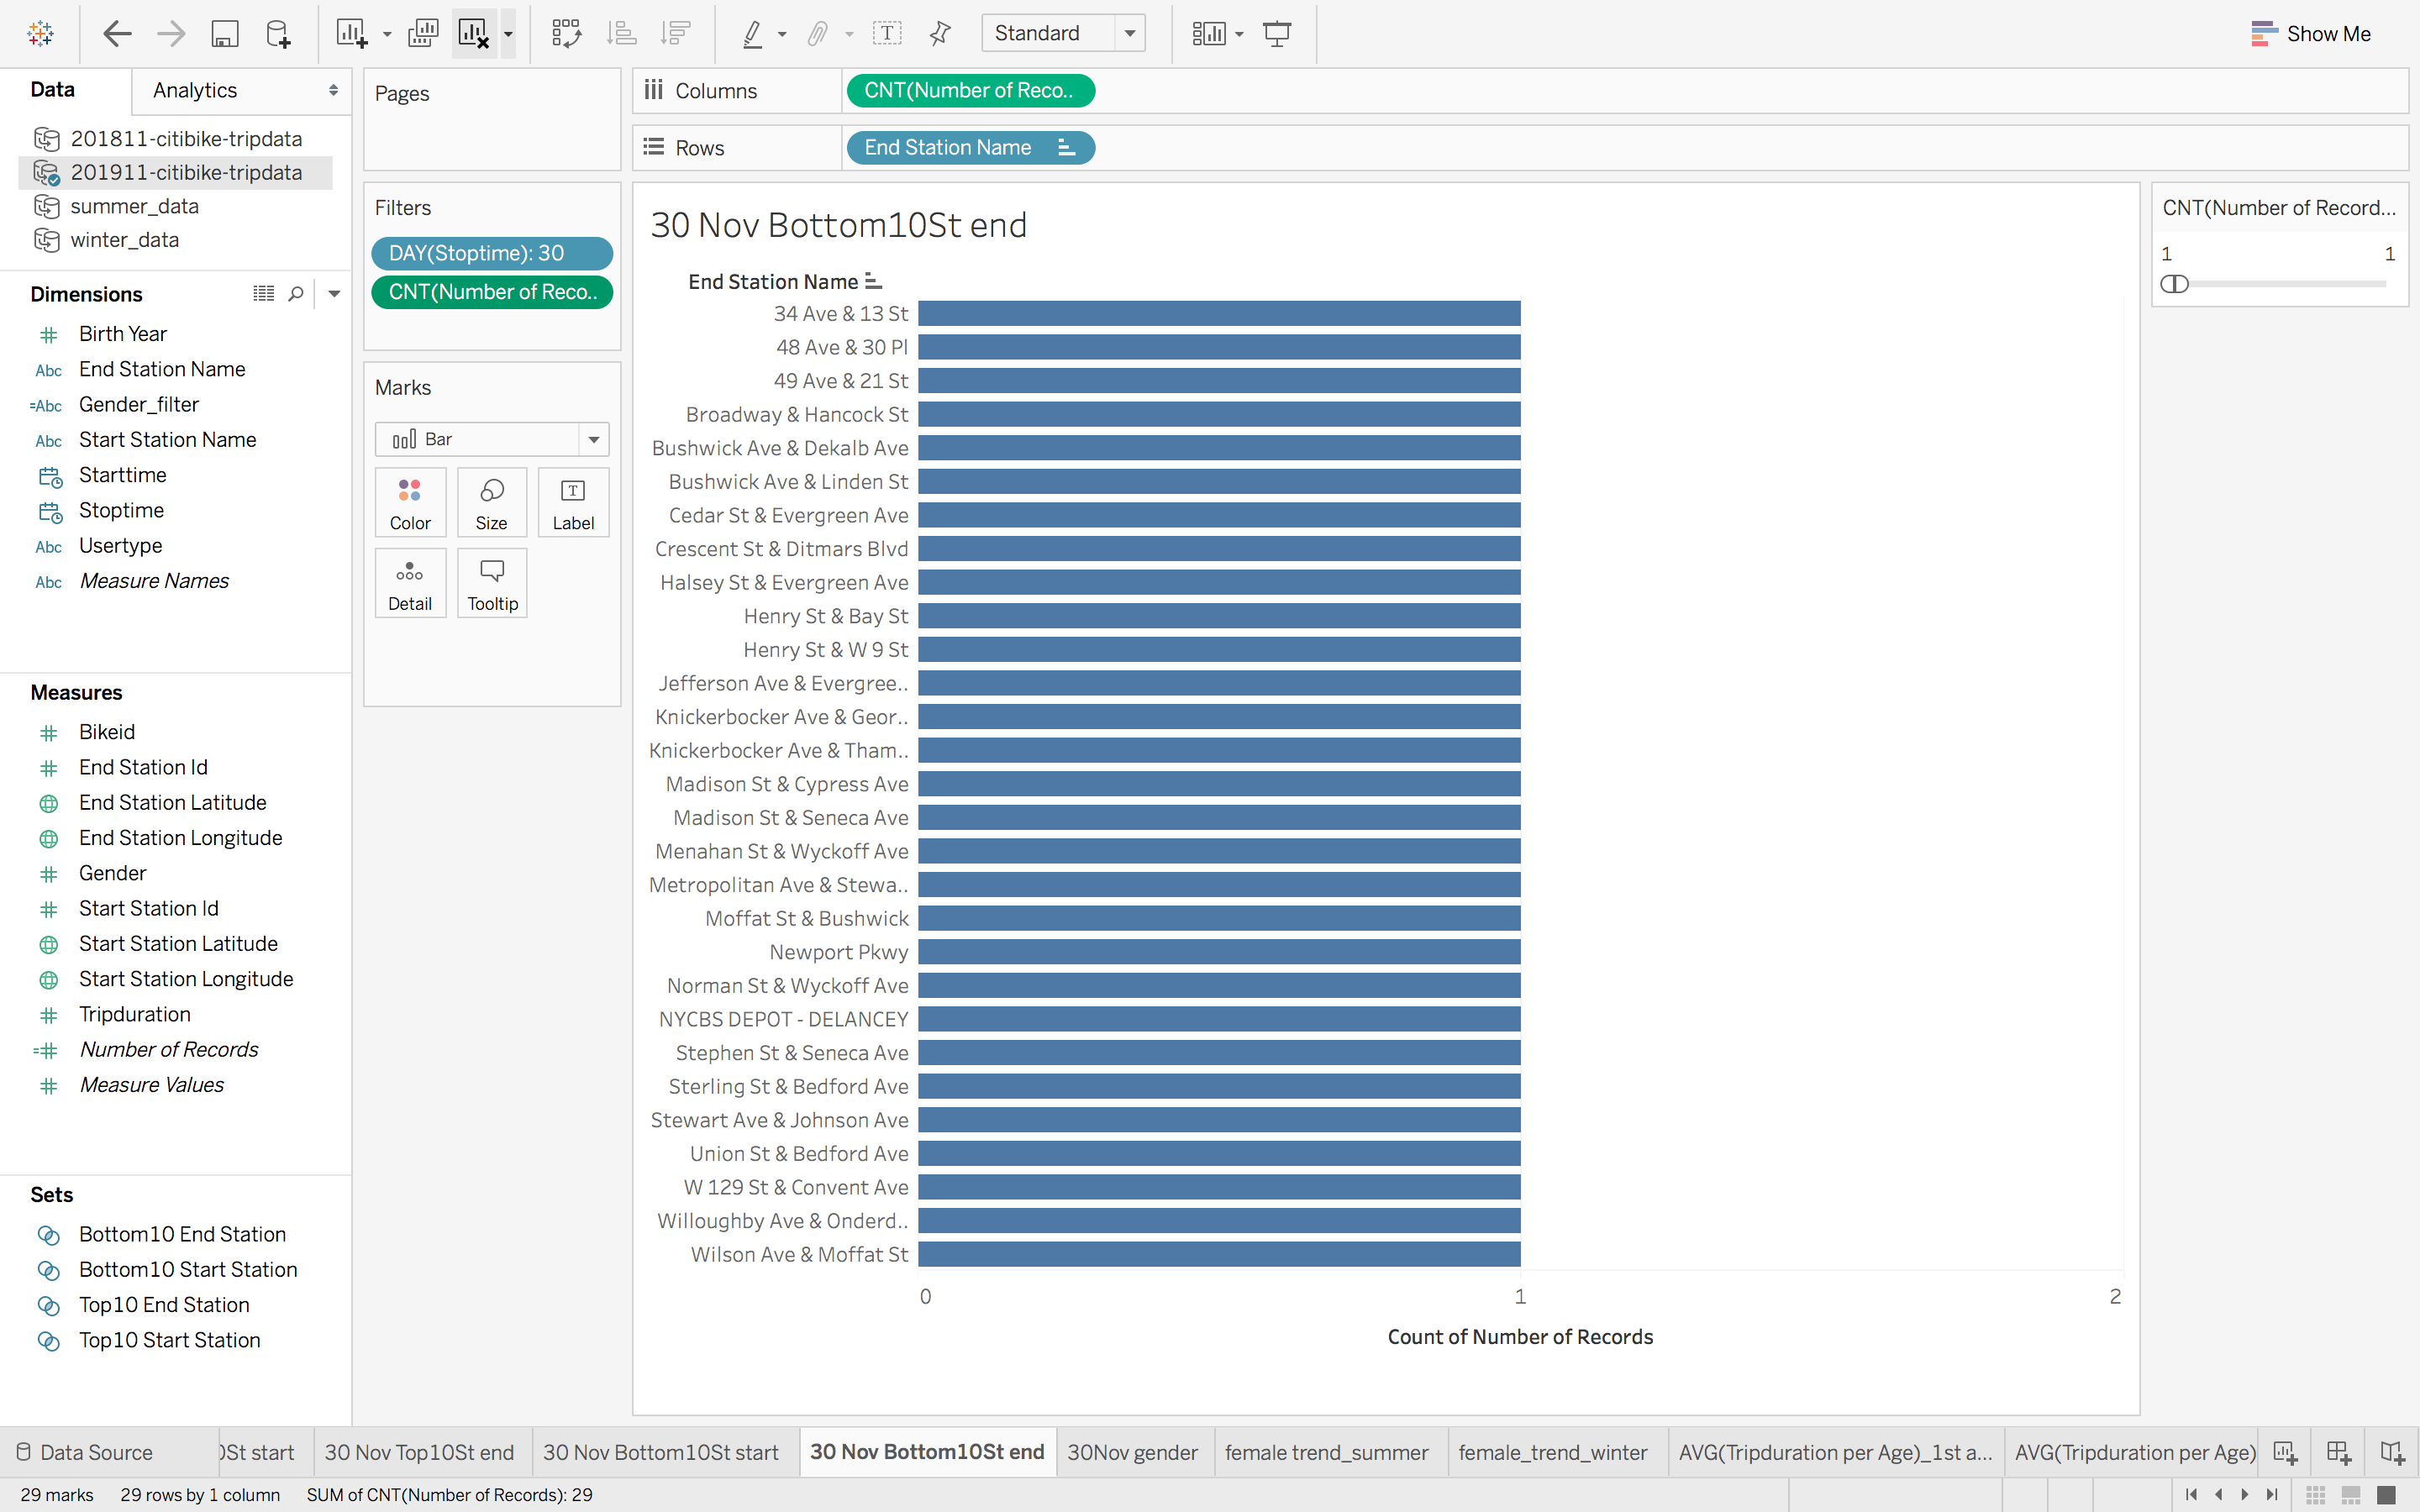 Standard
Show Me
Data
Analytics
201811-citibike-tripdata
201911-citibike-tripdata
summer_data
winter_data
Dimensions
# Birth Year
Abc End Station Name
=Abc Gender_filter
Abc Start Station Name
Starttime
Stoptime
Abc Usertype
Abc Measure Names
Measures
# Bikeid
# End Station Id
End Station Latitude
End Station Longitude
# Gender
# Start Station Id
Start Station Latitude
Start Station Longitude
# Tripduration
=# Number of Records
# Measure Values
Sets
Bottom10 End Station
Bottom10 Start Station
Top10 End Station
Top10 Start Station
Pages
Filters
DAY(Stoptime): 30
CNT(Number of Reco..
Marks
Bar
Color
Size
Label
Detail
Tooltip
Columns
CNT(Number of Reco..
Rows
End Station Name
30 Nov Bottom10St end
End Station Name
34 Ave & 13 St
48 Ave & 30 Pl
49 Ave & 21 St
Broadway & Hancock St
Bushwick Ave & Dekalb Ave
Bushwick Ave & Linden St
Cedar St & Evergreen Ave
Crescent St & Ditmars Blvd
Halsey St & Evergreen Ave
Henry St & Bay St
Henry St & W 9 St
Jefferson Ave & Evergree..
Knickerbocker Ave & Geor..
Knickerbocker Ave & Tham..
Madison St & Cypress Ave
Madison St & Seneca Ave
Menahan St & Wyckoff Ave
Metropolitan Ave & Stewa..
Moffat St & Bushwick
Newport Pkwy
Norman St & Wyckoff Ave
NYCBS DEPOT - DELANCEY
Stephen St & Seneca Ave
Sterling St & Bedford Ave
Stewart Ave & Johnson Ave
Union St & Bedford Ave
W 129 St & Convent Ave
Willoughby Ave & Onderd..
Wilson Ave & Moffat St
0 1 2
Count of Number of Records
CNT(Number of Record...
1 1
Data Source
0St start
30 Nov Top10St end
30 Nov Bottom10St start
30 Nov Bottom10St end
30Nov gender
female trend_summer
female_trend_winter
AVG(Tripduration per Age)_1st a...
AVG(Tripduration per Age)
29 marks 29 rows by 1 column SUM of CNT(Number of Records): 29